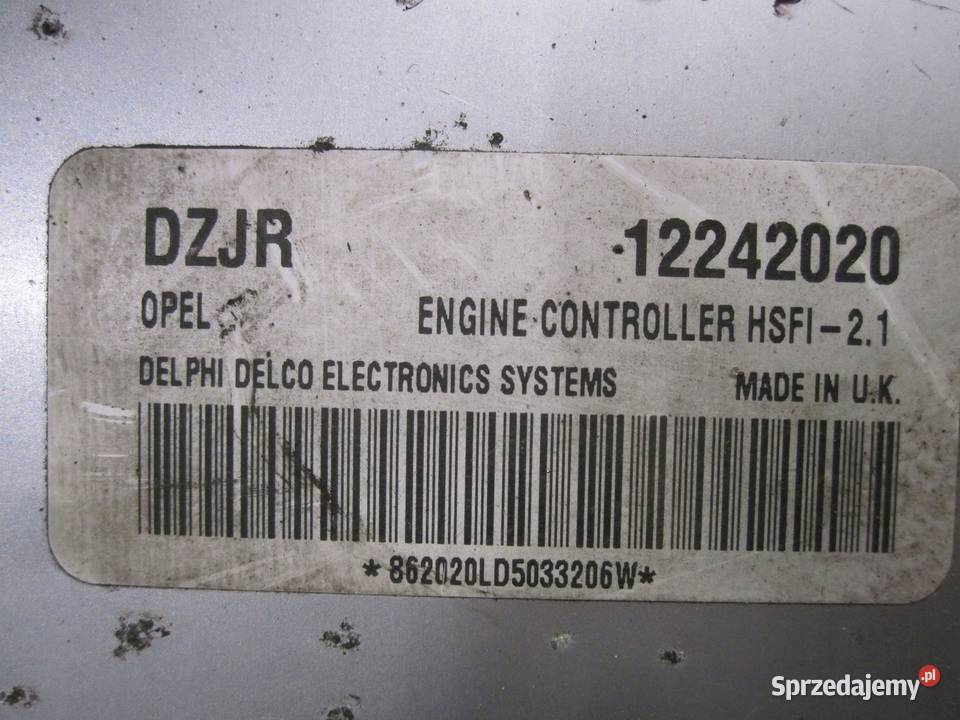 DZJR 12242020
OPEL ENGINE CONTROLLER HSFI-2.1
DELPHI DELCO ELECTRONICS SYSTEMS MADE IN U.K.
*862020LD5033206W*
Sprzedajemy.pl